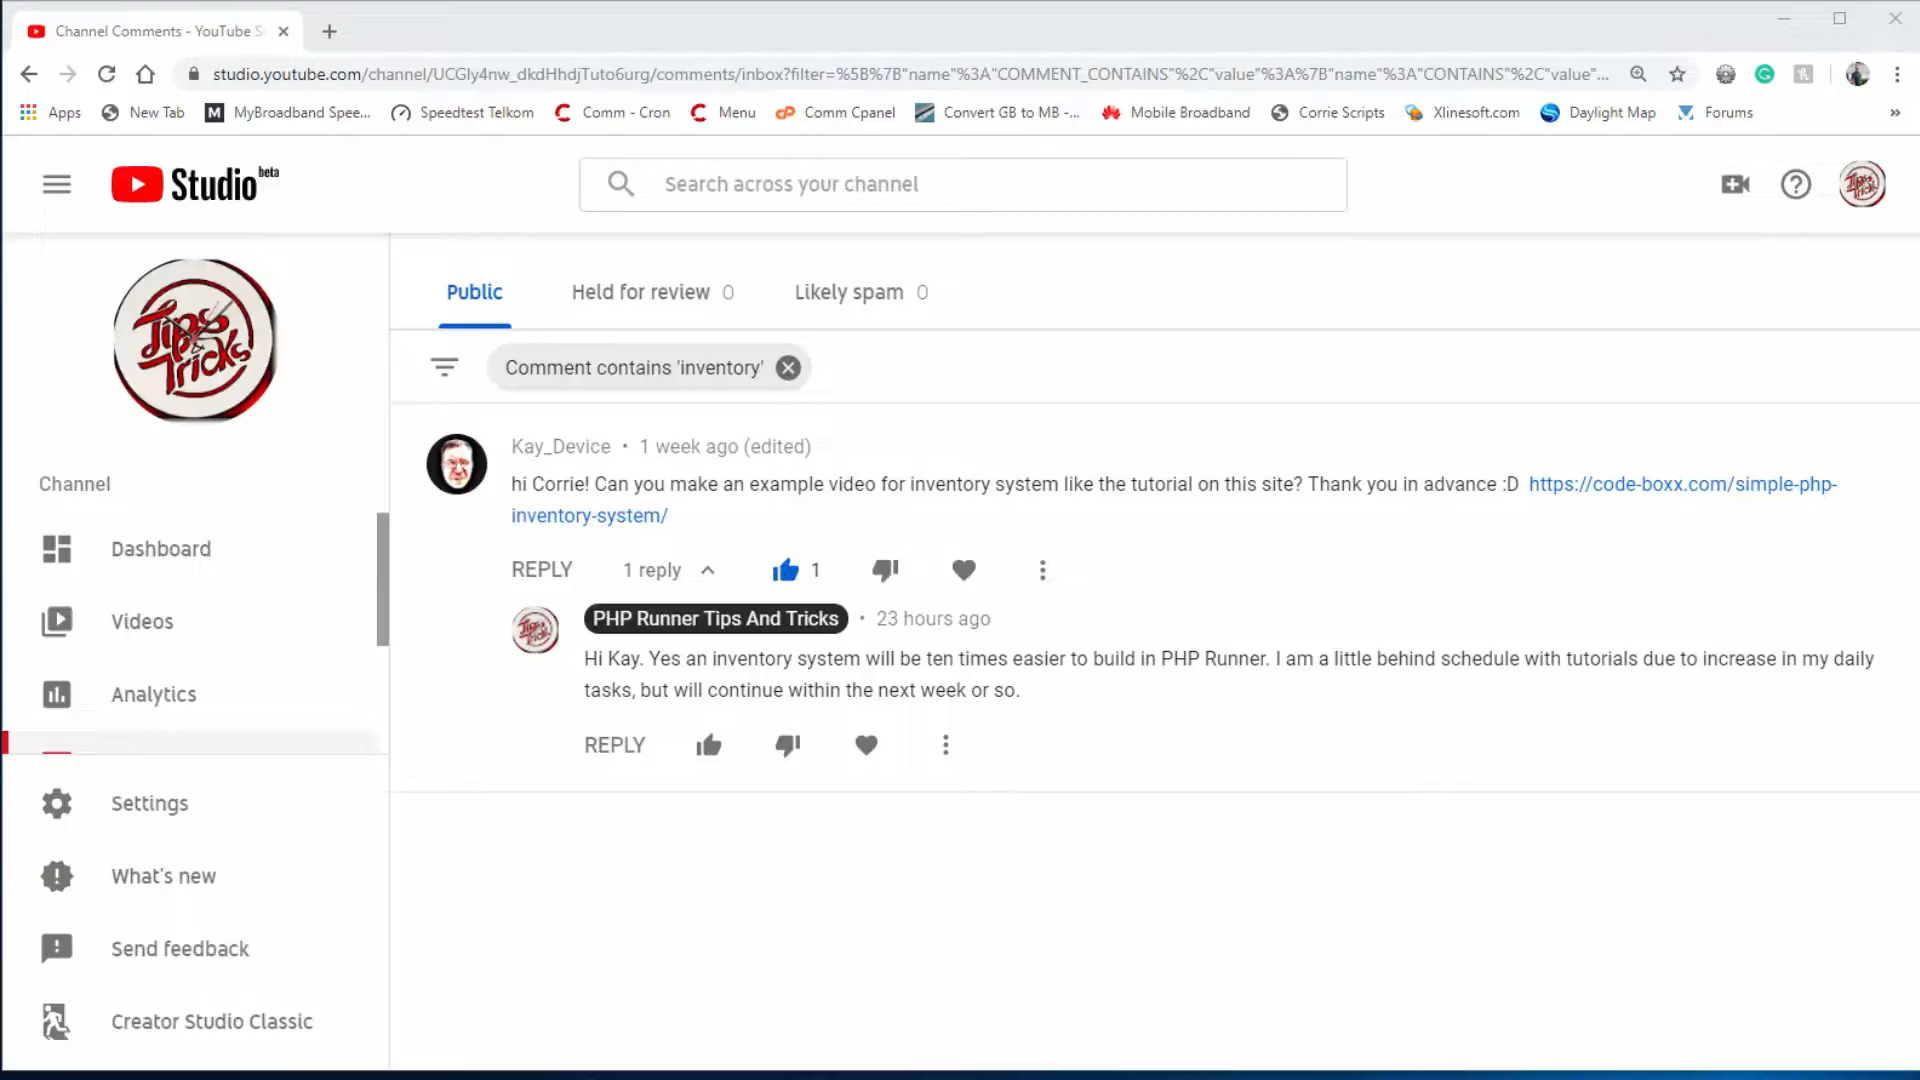 Channel Comments - YouTube S
studio.youtube.com/channel/UCGly4nw_dkdHhdjTuto6urg/comments/inbox?filter=%5B%7B"name"%3A"COMMENT_CONTAINS"%2C"value"%3A%7B"name"%3A"CONTAINS"%2C"value"...
Apps New Tab MyBroadband Spee... Speedtest Telkom Comm - Cron Menu Comm Cpanel Convert GB to MB -... Mobile Broadband Corrie Scripts Xlinesoft.com Daylight Map Forums »
Studio beta
Search across your channel
Tips & Tricks
Public Held for review 0 Likely spam 0
Comment contains 'inventory'
Kay_Device • 1 week ago (edited)
hi Corrie! Can you make an example video for inventory system like the tutorial on this site? Thank you in advance :D https://code-boxx.com/simple-php-
inventory-system/
REPLY 1 reply 1
PHP Runner Tips And Tricks • 23 hours ago
Hi Kay. Yes an inventory system will be ten times easier to build in PHP Runner. I am a little behind schedule with tutorials due to increase in my daily
tasks, but will continue within the next week or so.
REPLY
Channel
Dashboard
Videos
Analytics
Settings
What's new
Send feedback
Creator Studio Classic